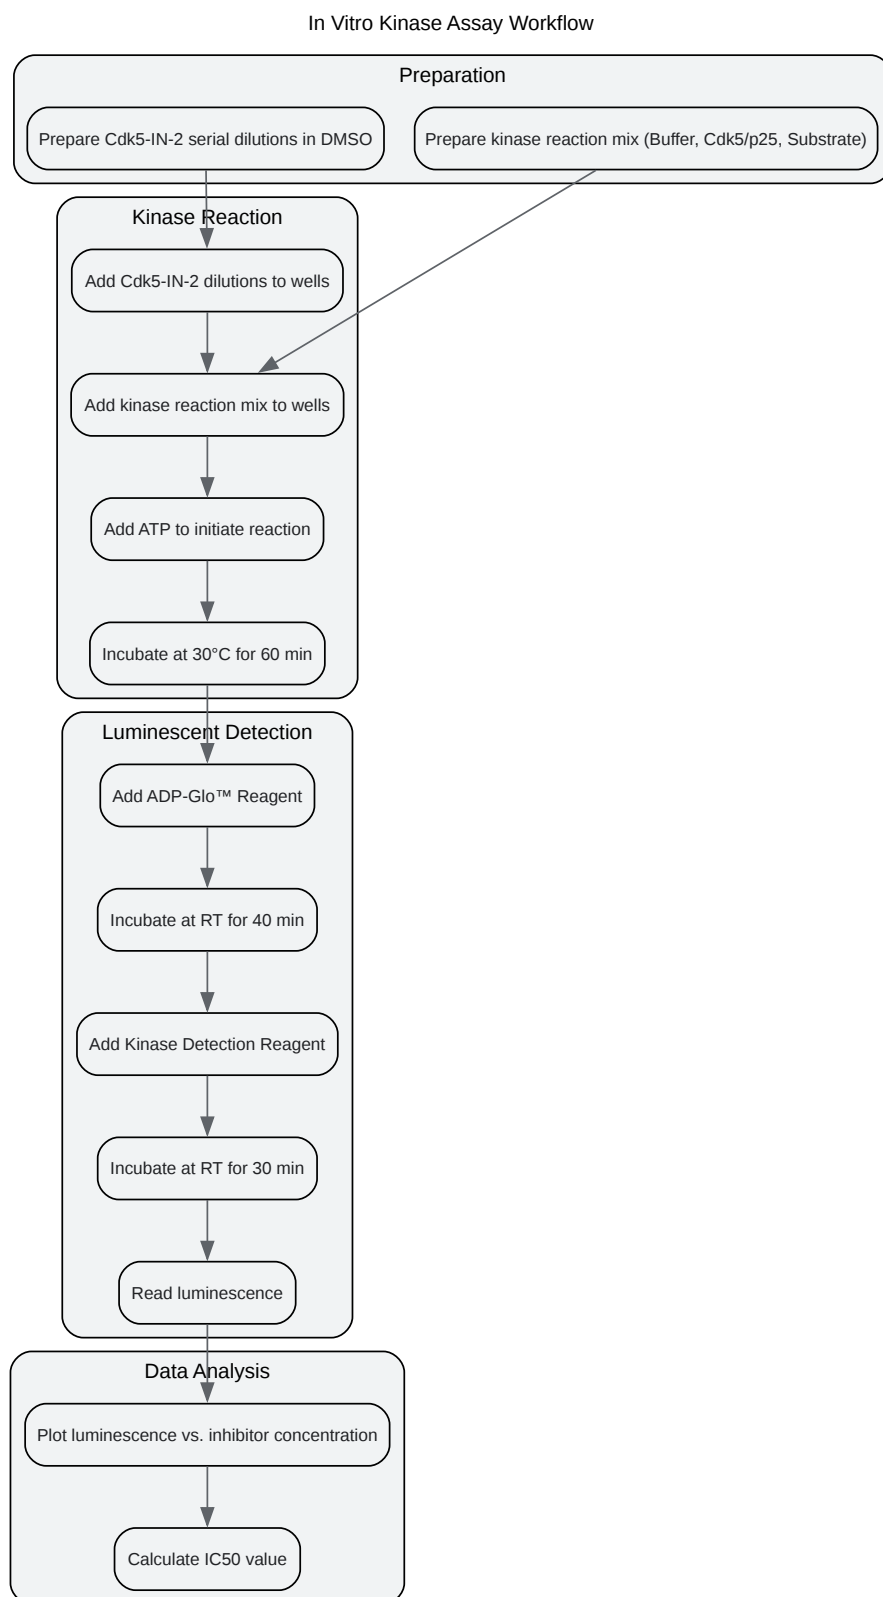 In Vitro Kinase Assay Workflow
Preparation
Prepare Cdk5-IN-2 serial dilutions in DMSO
Prepare kinase reaction mix (Buffer, Cdk5/p25, Substrate)
Kinase Reaction
Add Cdk5-IN-2 dilutions to wells
Add kinase reaction mix to wells
Add ATP to initiate reaction
Incubate at 30°C for 60 min
Luminescent Detection
Add ADP-Glo™ Reagent
Incubate at RT for 40 min
Add Kinase Detection Reagent
Incubate at RT for 30 min
Read luminescence
Data Analysis
Plot luminescence vs. inhibitor concentration
Calculate IC50 value